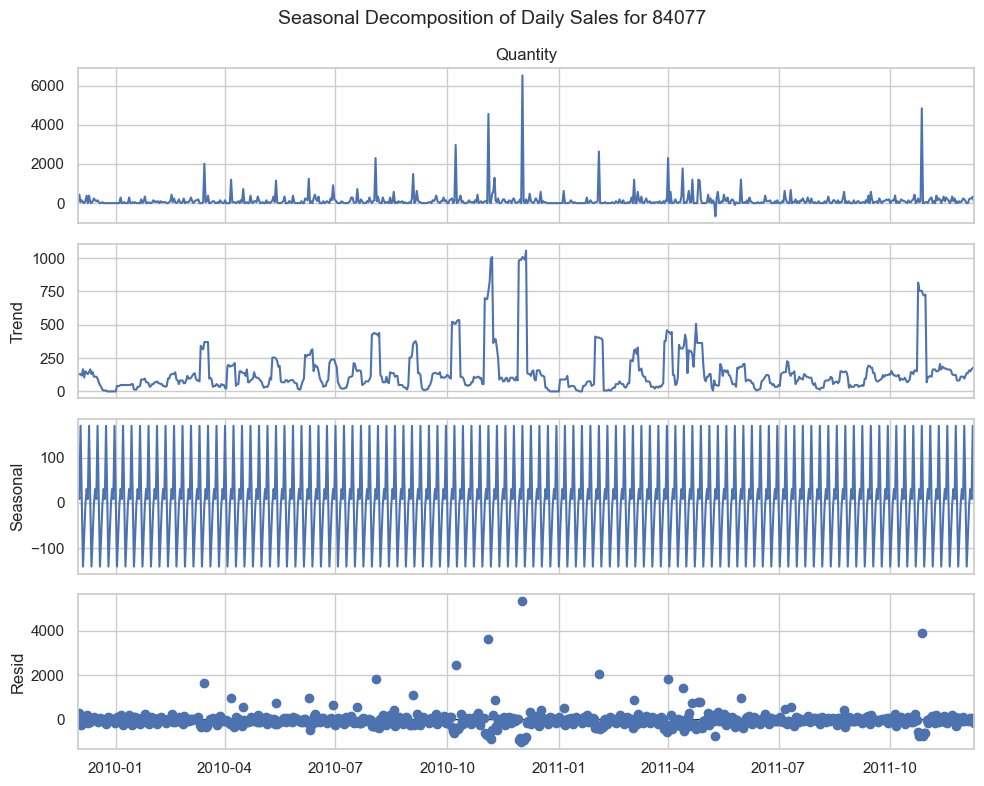 Seasonal Decomposition of Daily Sales for 84077
Quantity
6000
4000
2000
0
1000
750
500
250
0
Trend
100
0
−100
Seasonal
4000
2000
0
Resid
2010-01 2010-04 2010-07 2010-10 2011-01 2011-04 2011-07 2011-10